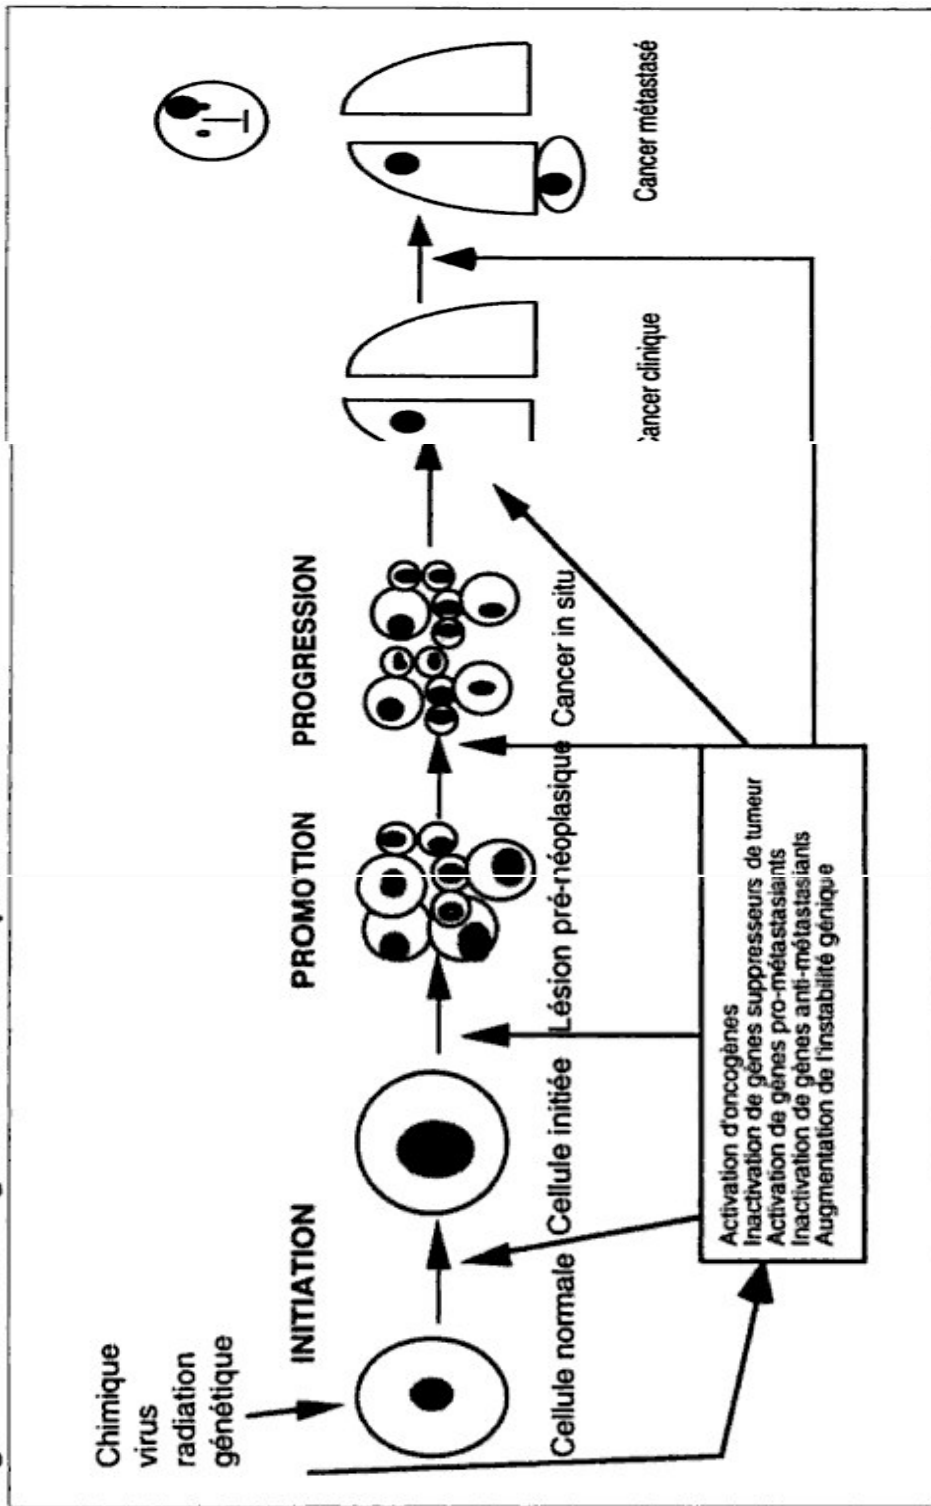 Chimique
virus
radiation
génétique
INITIATION
PROMOTION
PROGRESSION
Cellule normale
Cellule initiée
Lésion pré-néoplasique
Cancer in situ
Cancer clinique
Cancer métastasé
Activation d'oncogènes
Inactivation de gènes suppresseurs de tumeur
Activation de gènes pro-métastasiants
Inactivation de gènes anti-métastasiants
Augmentation de l'instabilité génique